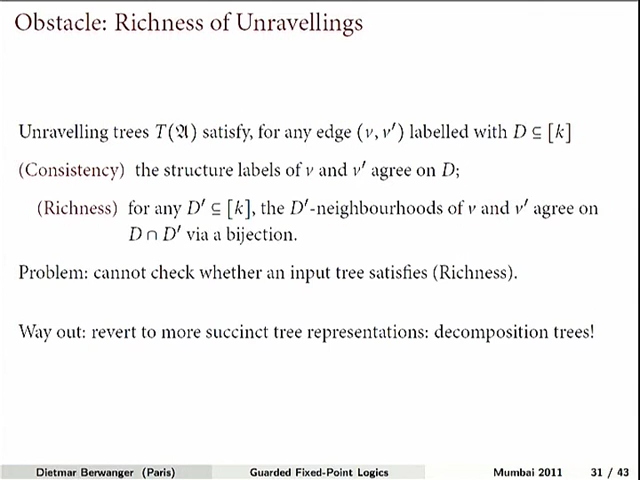 Obstacle: Richness of Unravellings
Unravelling trees T(𝔄) satisfy, for any edge (ν, ν′) labelled with D ⊆ [k]
(Consistency) the structure labels of ν and ν′ agree on D;
(Richness) for any D′ ⊆ [k], the D′-neighbourhoods of ν and ν′ agree on
D ∩ D′ via a bijection.
Problem: cannot check whether an input tree satisfies (Richness).
Way out: revert to more succinct tree representations: decomposition trees!
Dietmar Berwanger (Paris) Guarded Fixed-Point Logics Mumbai 2011 31 / 43